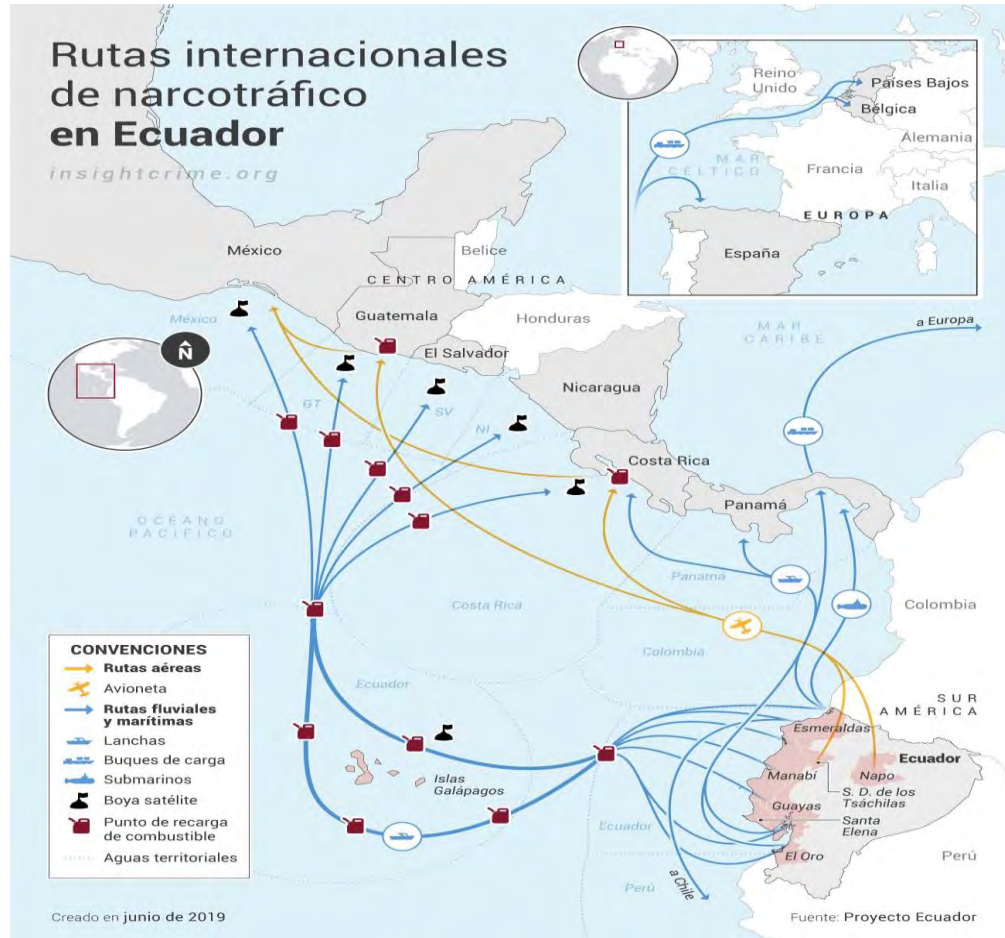 Rutas internacionales
de narcotráfico
en Ecuador
insightcrime.org
Reino
Unido
Países Bajos
Bélgica
Alemania
MAR
CÉLTICO
Francia
Italia
EUROPA
España
México
Belice
CENTRO AMÉRICA
Guatemala
Honduras
El Salvador
Nicaragua
MAR
CARIBE
a Europa
México
N
GT
SV
NI
Costa Rica
Panamá
OCÉANO
PACÍFICO
Panama
Costa Rica
Colombia
Colombia
Ecuador
SUR
AMÉRICA
Esmeraldas
Ecuador
Manabí
Napo
S. D. de los
Tsáchilas
Guayas
Santa
Elena
Islas
Galápagos
Ecuador
El Oro
Perú
Perú
a Chile
CONVENCIONES
Rutas aéreas
Avioneta
Rutas fluviales
y marítimas
Lanchas
Buques de carga
Submarinos
Boya satélite
Punto de recarga
de combustible
Aguas territoriales
Creado en junio de 2019
Fuente: Proyecto Ecuador